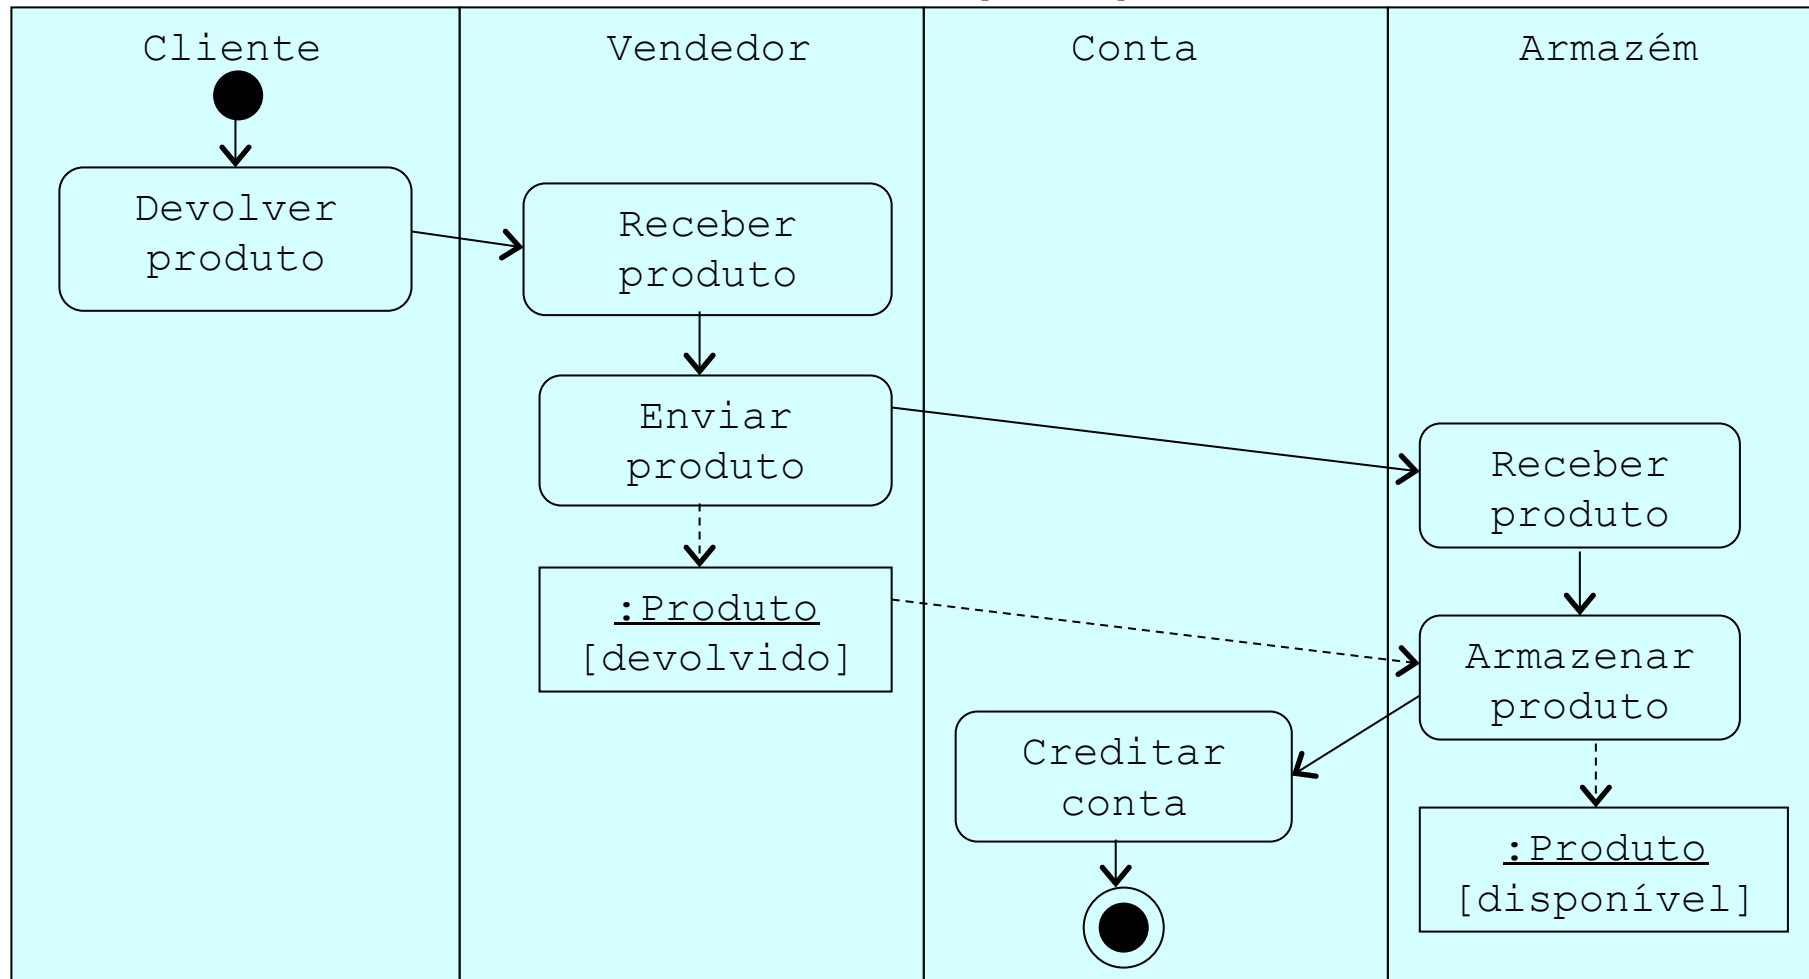 Cliente
Vendedor
Conta
Armazém
Devolver
produto
Receber
produto
Enviar
produto
Receber
produto
:Produto
[devolvido]
Armazenar
produto
Creditar
conta
:Produto
[disponível]